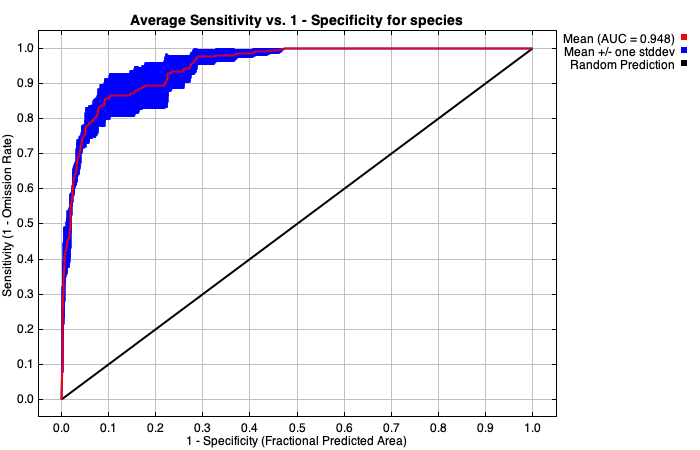 Average Sensitivity vs. 1 - Specificity for species
Mean (AUC = 0.948)
Mean +/- one stddev
Random Prediction
Sensitivity (1 - Omission Rate)
1.0
0.9
0.8
0.7
0.6
0.5
0.4
0.3
0.2
0.1
0.0
0.0 0.1 0.2 0.3 0.4 0.5 0.6 0.7 0.8 0.9 1.0
1 - Specificity (Fractional Predicted Area)